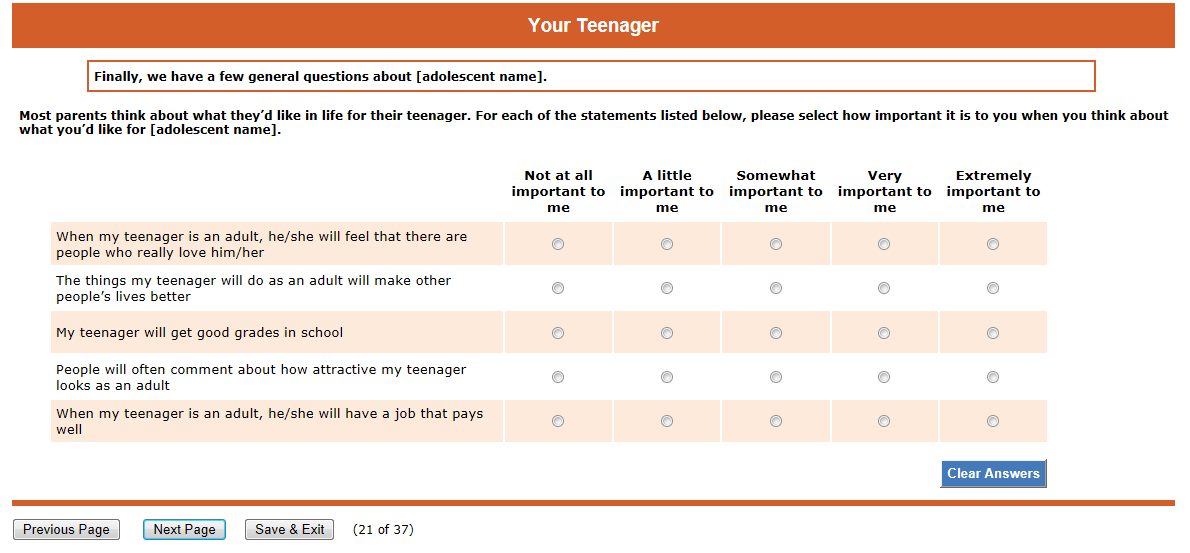 Your Teenager
Finally, we have a few general questions about [adolescent name].
Most parents think about what they’d like in life for their teenager. For each of the statements listed below, please select how important it is to you when you think about
what you’d like for [adolescent name].
Not at all important to me
A little important to me
Somewhat important to me
Very important to me
Extremely important to me
When my teenager is an adult, he/she will feel that there are
people who really love him/her
The things my teenager will do as an adult will make other
people’s lives better
My teenager will get good grades in school
People will often comment about how attractive my teenager
looks as an adult
When my teenager is an adult, he/she will have a job that pays
well
Clear Answers
Previous Page
Next Page
Save & Exit
(21 of 37)